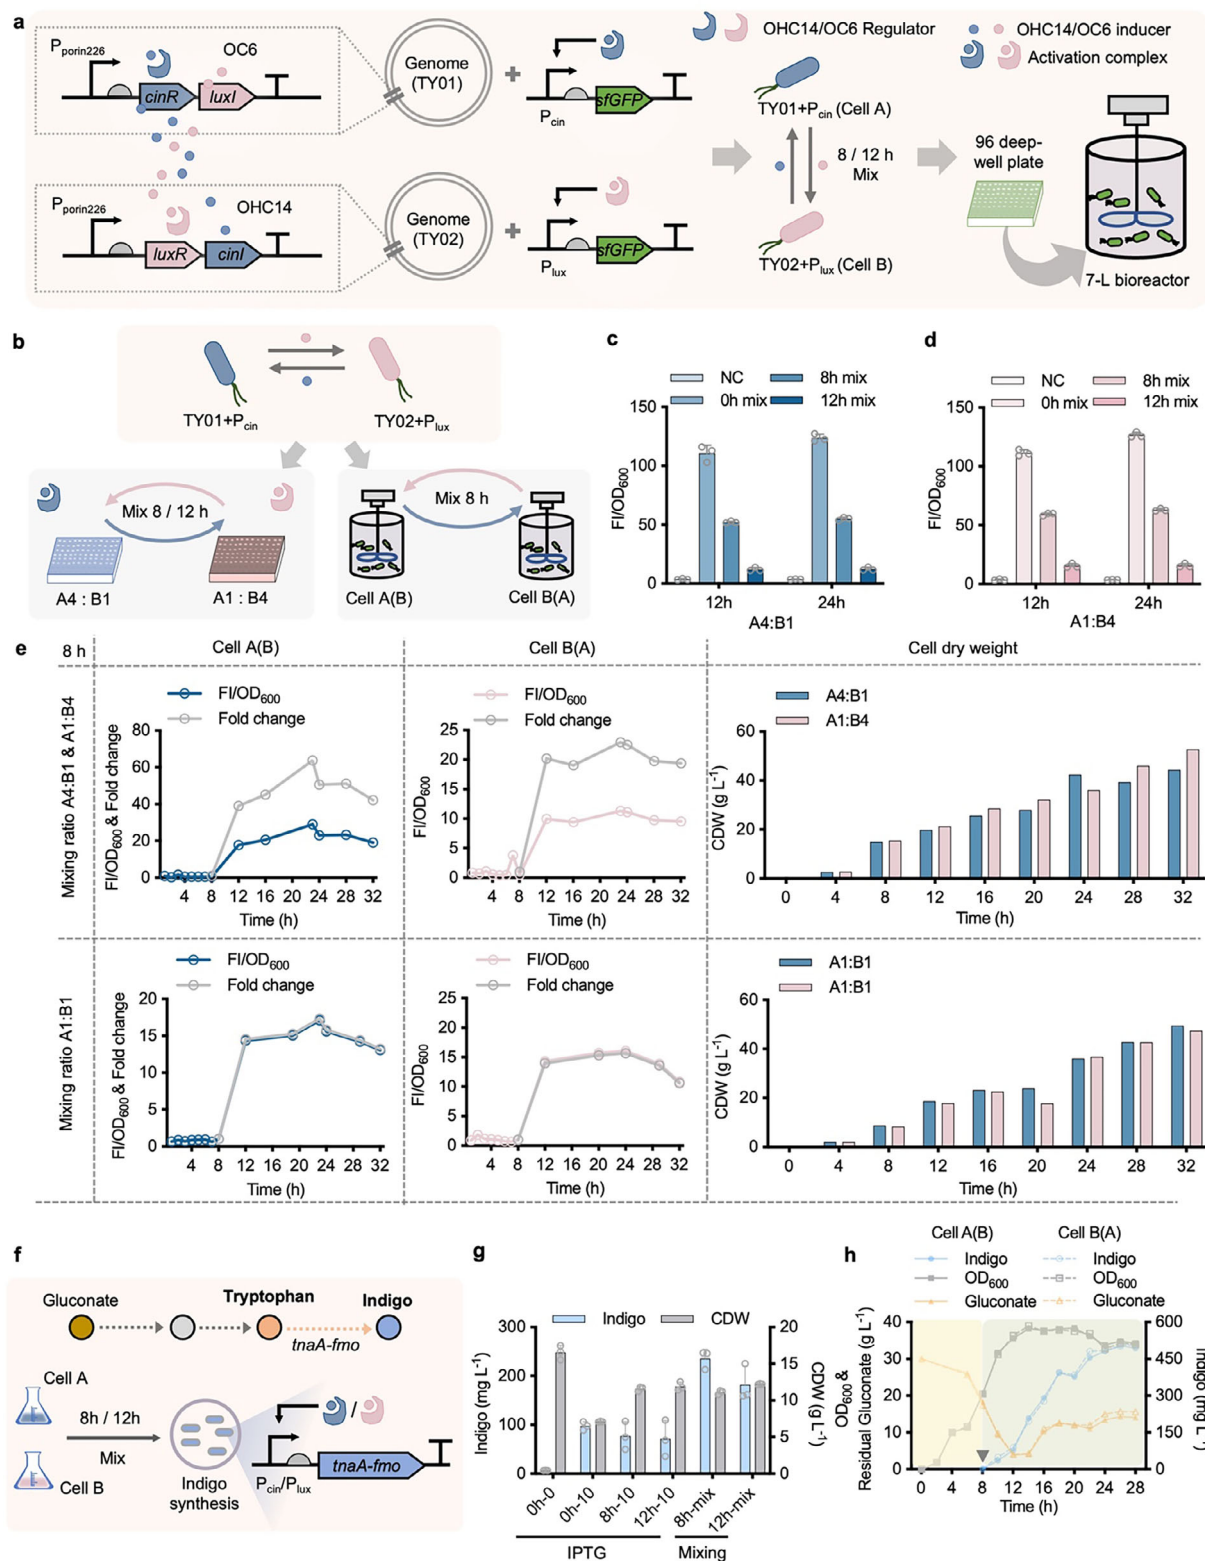 a
P_porin226
OC6
cinR
luxI
Genome
(TY01)
+
sfGFP
P_cin
P_porin226
OHC14
luxR
cinI
Genome
(TY02)
+
sfGFP
P_lux
OHC14/OC6 Regulator
OHC14/OC6 inducer
Activation complex
TY01+P_cin (Cell A)
8 / 12 h
Mix
TY02+P_lux (Cell B)
96 deep-
well plate
7-L bioreactor
b
TY01+P_cin
TY02+P_lux
Mix 8 / 12 h
A4 : B1
A1 : B4
Mix 8 h
Cell A(B)
Cell B(A)
c
NC
8h mix
0h mix
12h mix
FI/OD600
150
100
50
0
12h
24h
A4:B1
d
NC
8h mix
0h mix
12h mix
FI/OD600
150
100
50
0
12h
24h
A1:B4
e
8 h
Cell A(B)
Cell B(A)
Cell dry weight
Mixing ratio A4:B1 & A1:B4
FI/OD600
Fold change
FI/OD600 & Fold change
80
60
40
20
0
4 8 12 16 20 24 28 32
Time (h)
FI/OD600
Fold change
FI/OD600
25
20
15
10
5
0
4 8 12 16 20 24 28 32
Time (h)
A4:B1
A1:B4
CDW (g L-1)
60
40
20
0
0 4 8 12 16 20 24 28 32
Time (h)
Mixing ratio A1:B1
FI/OD600
Fold change
FI/OD600 & Fold change
20
15
10
5
0
4 8 12 16 20 24 28 32
Time (h)
FI/OD600
Fold change
FI/OD600
25
20
15
10
5
0
4 8 12 16 20 24 28 32
Time (h)
A1:B1
A1:B1
CDW (g L-1)
60
40
20
0
0 4 8 12 16 20 24 28 32
Time (h)
f
Gluconate
Tryptophan
Indigo
tnaA-fmo
Cell A
8h / 12h
Mix
Cell B
Indigo
synthesis
P_cin/P_lux
/
tnaA-fmo
g
Indigo
CDW
Indigo (mg L-1)
300
200
100
0
20
15
10
5
0
CDW (g L-1)
0h-0
0h-10
8h-10
12h-10
8h-mix
12h-mix
IPTG
Mixing
h
Cell A(B)
Cell B(A)
Indigo
Indigo
OD600
OD600
Gluconate
Gluconate
OD600 &
Residual Gluconate (g L-1)
40
30
20
10
0
600
450
300
150
0
Indigo (mg L-1)
0 4 8 12 16 20 24 28
Time (h)